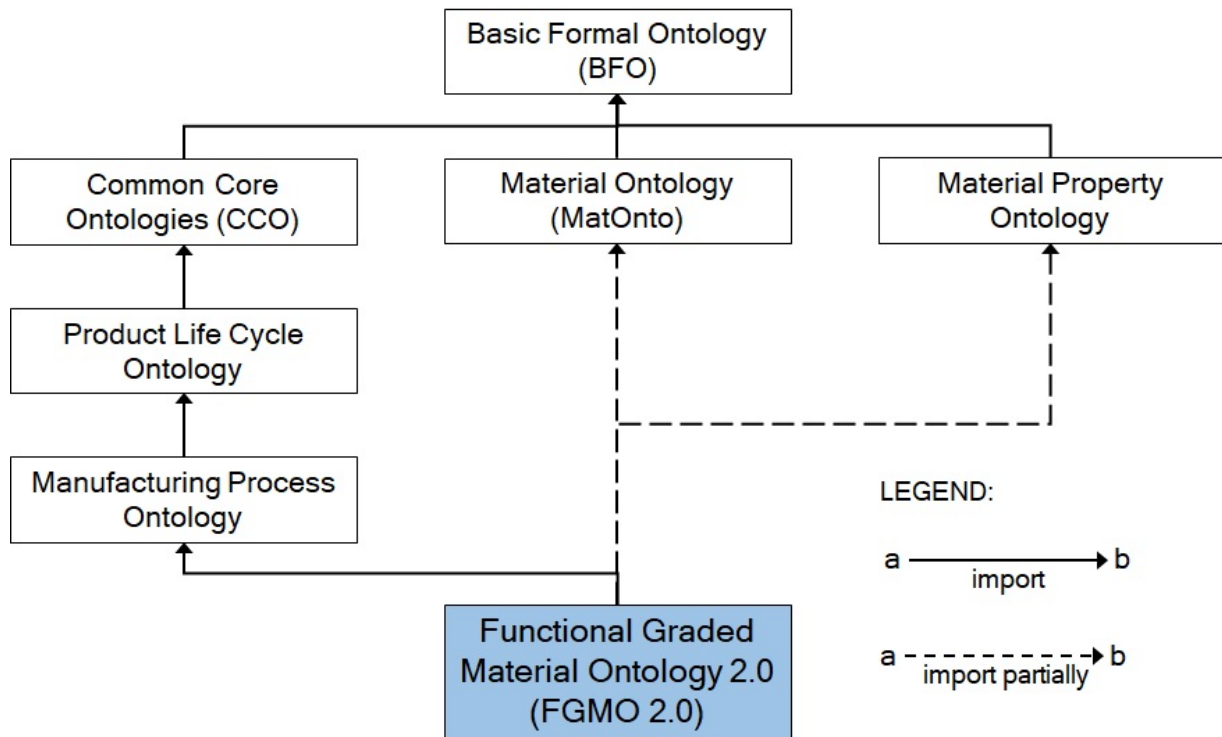 Basic Formal Ontology
(BFO)
Common Core
Ontologies (CCO)
Material Ontology
(MatOnto)
Material Property
Ontology
Product Life Cycle
Ontology
Manufacturing Process
Ontology
Functional Graded
Material Ontology 2.0
(FGMO 2.0)
LEGEND:
a b
import
a b
import partially